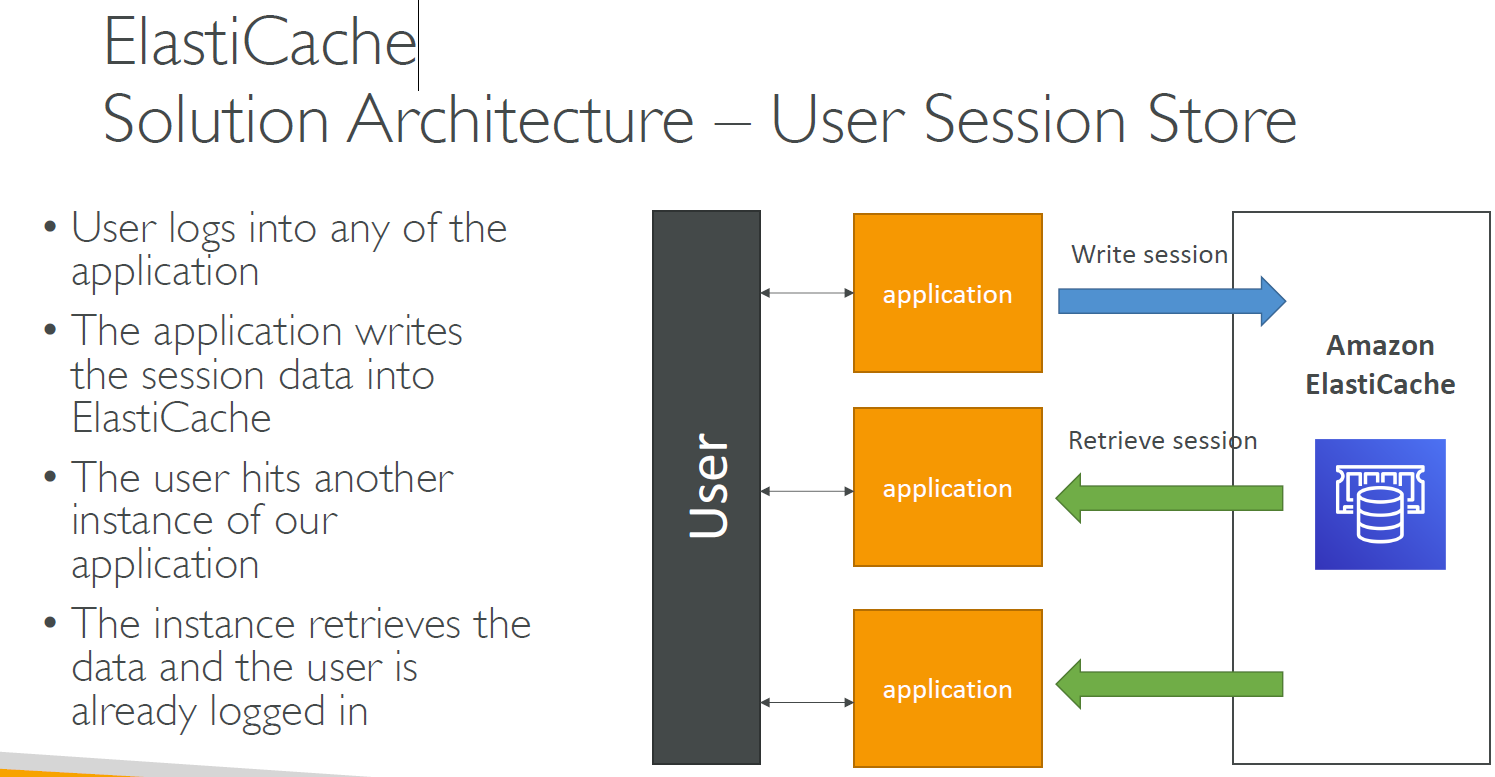 ElastiCache
Solution Architecture – User Session Store
• User logs into any of the
application
• The application writes
the session data into
ElastiCache
• The user hits another
instance of our
application
• The instance retrieves the
data and the user is
already logged in
User
application
Write session
application
Retrieve session
application
Amazon
ElastiCache